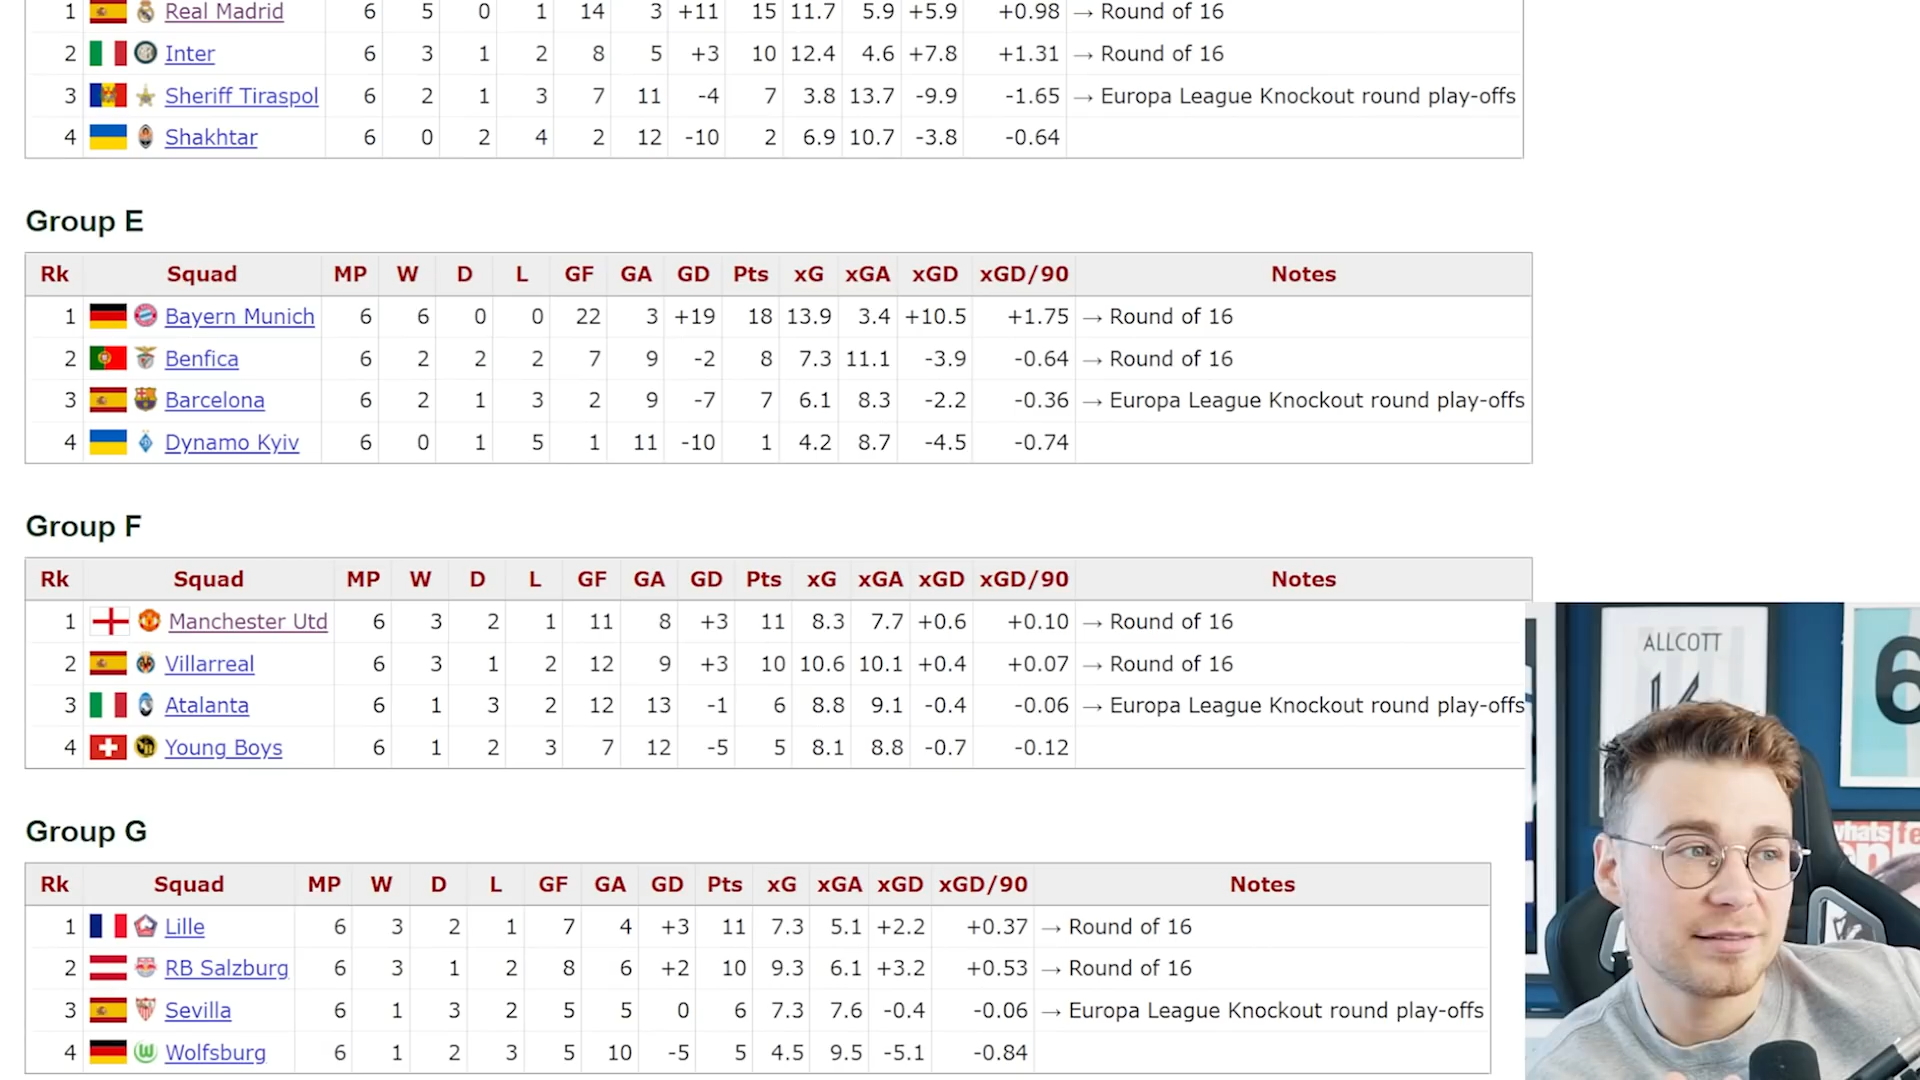 1 Real Madrid 6 5 0 1 14 3 +11 15 11.7 5.9 +5.9 +0.98 → Round of 16
2 Inter 6 3 1 2 8 5 +3 10 12.4 4.6 +7.8 +1.31 → Round of 16
3 Sheriff Tiraspol 6 2 1 3 7 11 -4 7 3.8 13.7 -9.9 -1.65 → Europa League Knockout round play-offs
4 Shakhtar 6 0 2 4 2 12 -10 2 6.9 10.7 -3.8 -0.64
Group E
Rk Squad MP W D L GF GA GD Pts xG xGA xGD xGD/90 Notes
1 Bayern Munich 6 6 0 0 22 3 +19 18 13.9 3.4 +10.5 +1.75 → Round of 16
2 Benfica 6 2 2 2 7 9 -2 8 7.3 11.1 -3.9 -0.64 → Round of 16
3 Barcelona 6 2 1 3 2 9 -7 7 6.1 8.3 -2.2 -0.36 → Europa League Knockout round play-offs
4 Dynamo Kyiv 6 0 1 5 1 11 -10 1 4.2 8.7 -4.5 -0.74
Group F
Rk Squad MP W D L GF GA GD Pts xG xGA xGD xGD/90 Notes
1 Manchester Utd 6 3 2 1 11 8 +3 11 8.3 7.7 +0.6 +0.10 → Round of 16
2 Villarreal 6 3 1 2 12 9 +3 10 10.6 10.1 +0.4 +0.07 → Round of 16
3 Atalanta 6 1 3 2 12 13 -1 6 8.8 9.1 -0.4 -0.06 → Europa League Knockout round play-offs
4 Young Boys 6 1 2 3 7 12 -5 5 8.1 8.8 -0.7 -0.12
Group G
Rk Squad MP W D L GF GA GD Pts xG xGA xGD xGD/90 Notes
1 Lille 6 3 2 1 7 4 +3 11 7.3 5.1 +2.2 +0.37 → Round of 16
2 RB Salzburg 6 3 1 2 8 6 +2 10 9.3 6.1 +3.2 +0.53 → Round of 16
3 Sevilla 6 1 3 2 5 5 0 6 7.3 7.6 -0.4 -0.06 → Europa League Knockout round play-offs
4 Wolfsburg 6 1 2 3 5 10 -5 5 4.5 9.5 -5.1 -0.84
ALLCOTT
6
whats